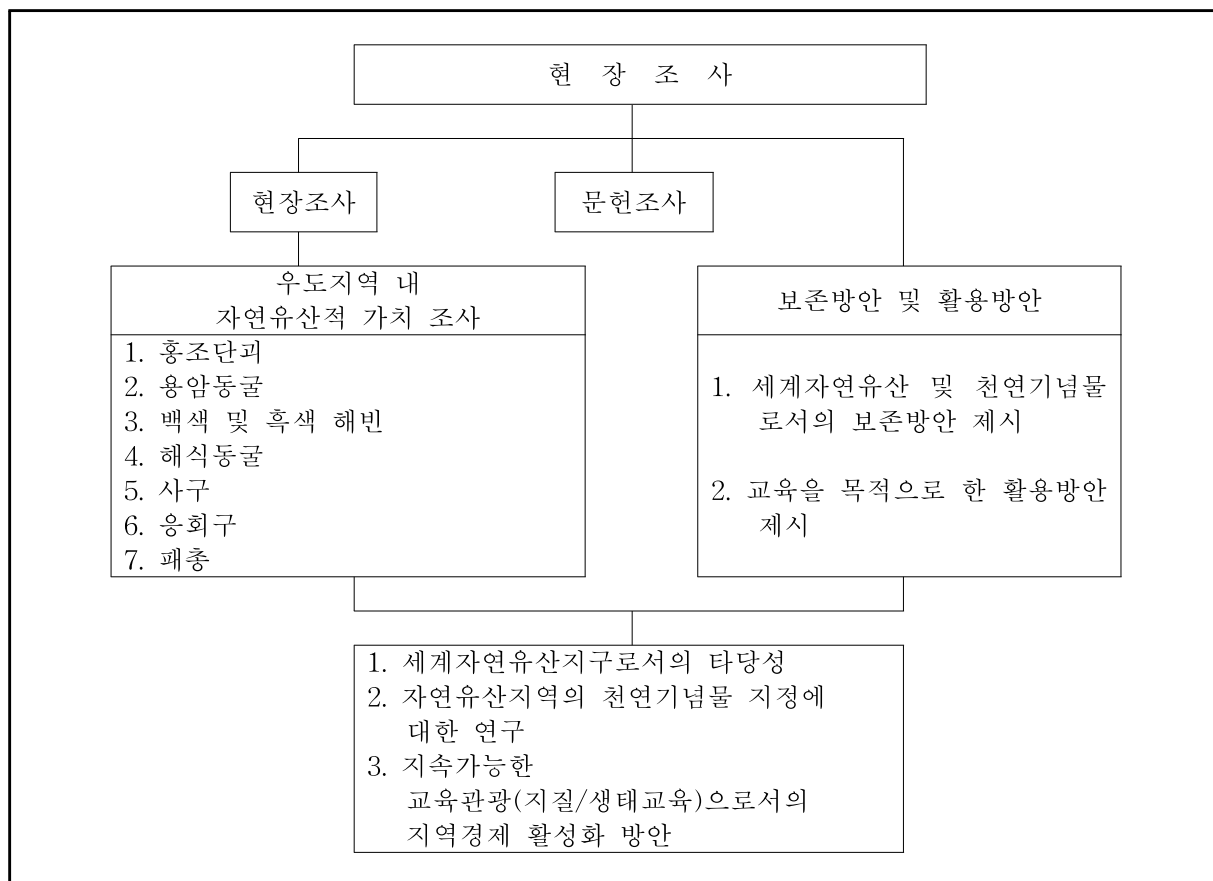 현 장 조 사
현장조사
문헌조사
우도지역 내
자연유산적 가치 조사
1. 홍조단괴
2. 용암동굴
3. 백색 및 흑색 해빈
4. 해식동굴
5. 사구
6. 응회구
7. 패총
보존방안 및 활용방안
1. 세계자연유산 및 천연기념물
로서의 보존방안 제시
2. 교육을 목적으로 한 활용방안
제시
1. 세계자연유산지구로서의 타당성
2. 자연유산지역의 천연기념물 지정에
대한 연구
3. 지속가능한
교육관광(지질/생태교육)으로서의
지역경제 활성화 방안